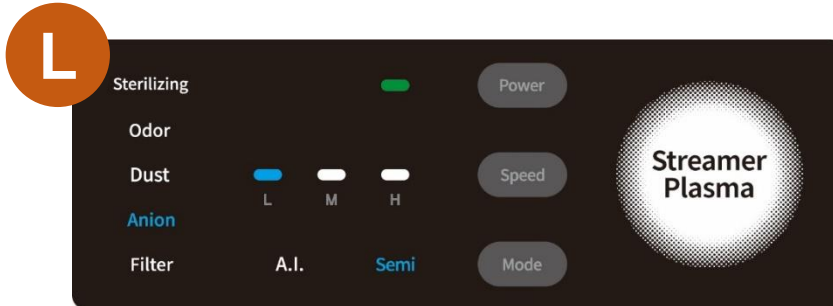 L
Sterilizing
Power
Odor
Dust
L M H
Speed
Streamer
Plasma
Anion
Filter A.I. Semi Mode